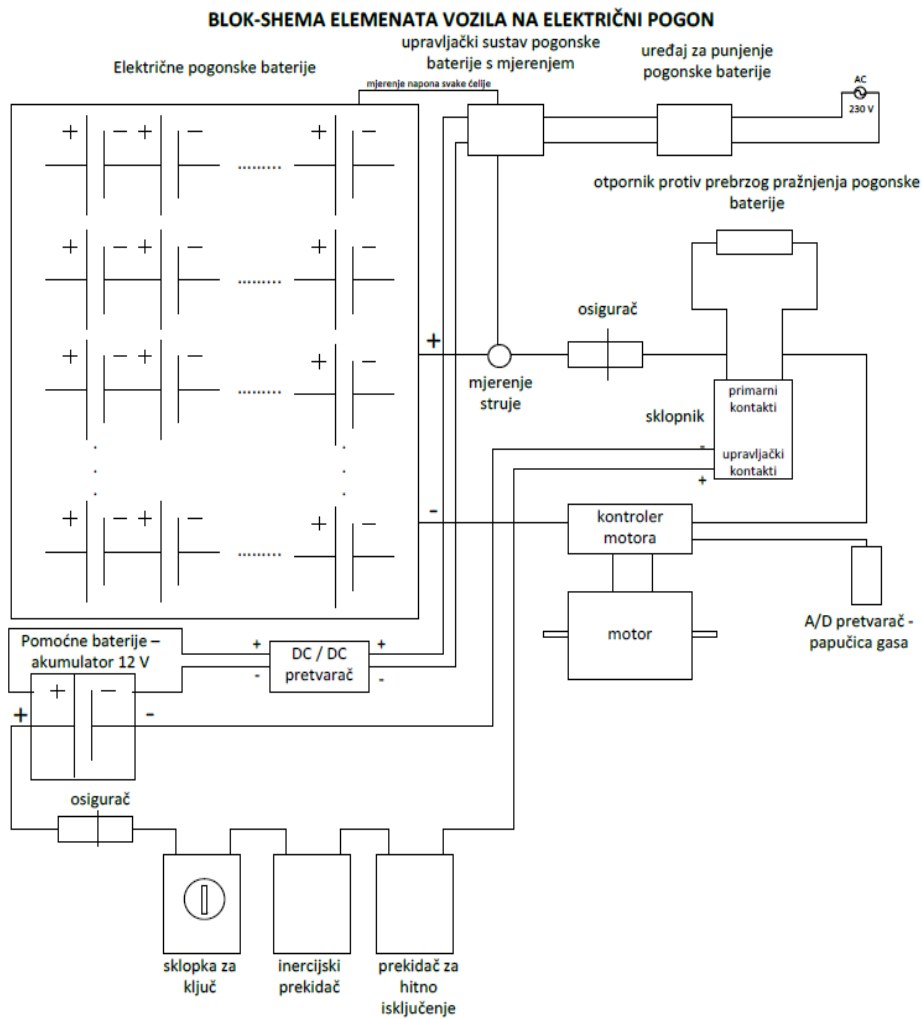 BLOK-SHEMA ELEMENATA VOZILA NA ELEKTRIČNI POGON
Električne pogonske baterije
upravljački sustav pogonske
baterije s mjerenjem
uređaj za punjenje
pogonske baterije
mjerenje napona svake ćelije
AC
230 V
+ − + − ......... + −
otpornik protiv prebrzog pražnjenja pogonske
baterije
+ − + − ......... + −
osigurač
+
+ − + − ......... + −
mjerenje
struje
sklopnik
primarni
kontakti
-
upravljački
kontakti
+
-
+ − + − ......... + −
kontroler
motora
A/D pretvarač -
papučica gasa
motor
Pomoćne baterije –
akumulator 12 V
+ -
DC / DC
pretvarač
+ -
+ −
+ -
osigurač
sklopka za
ključ
inercijski
prekidač
prekidač za
hitno
isključenje